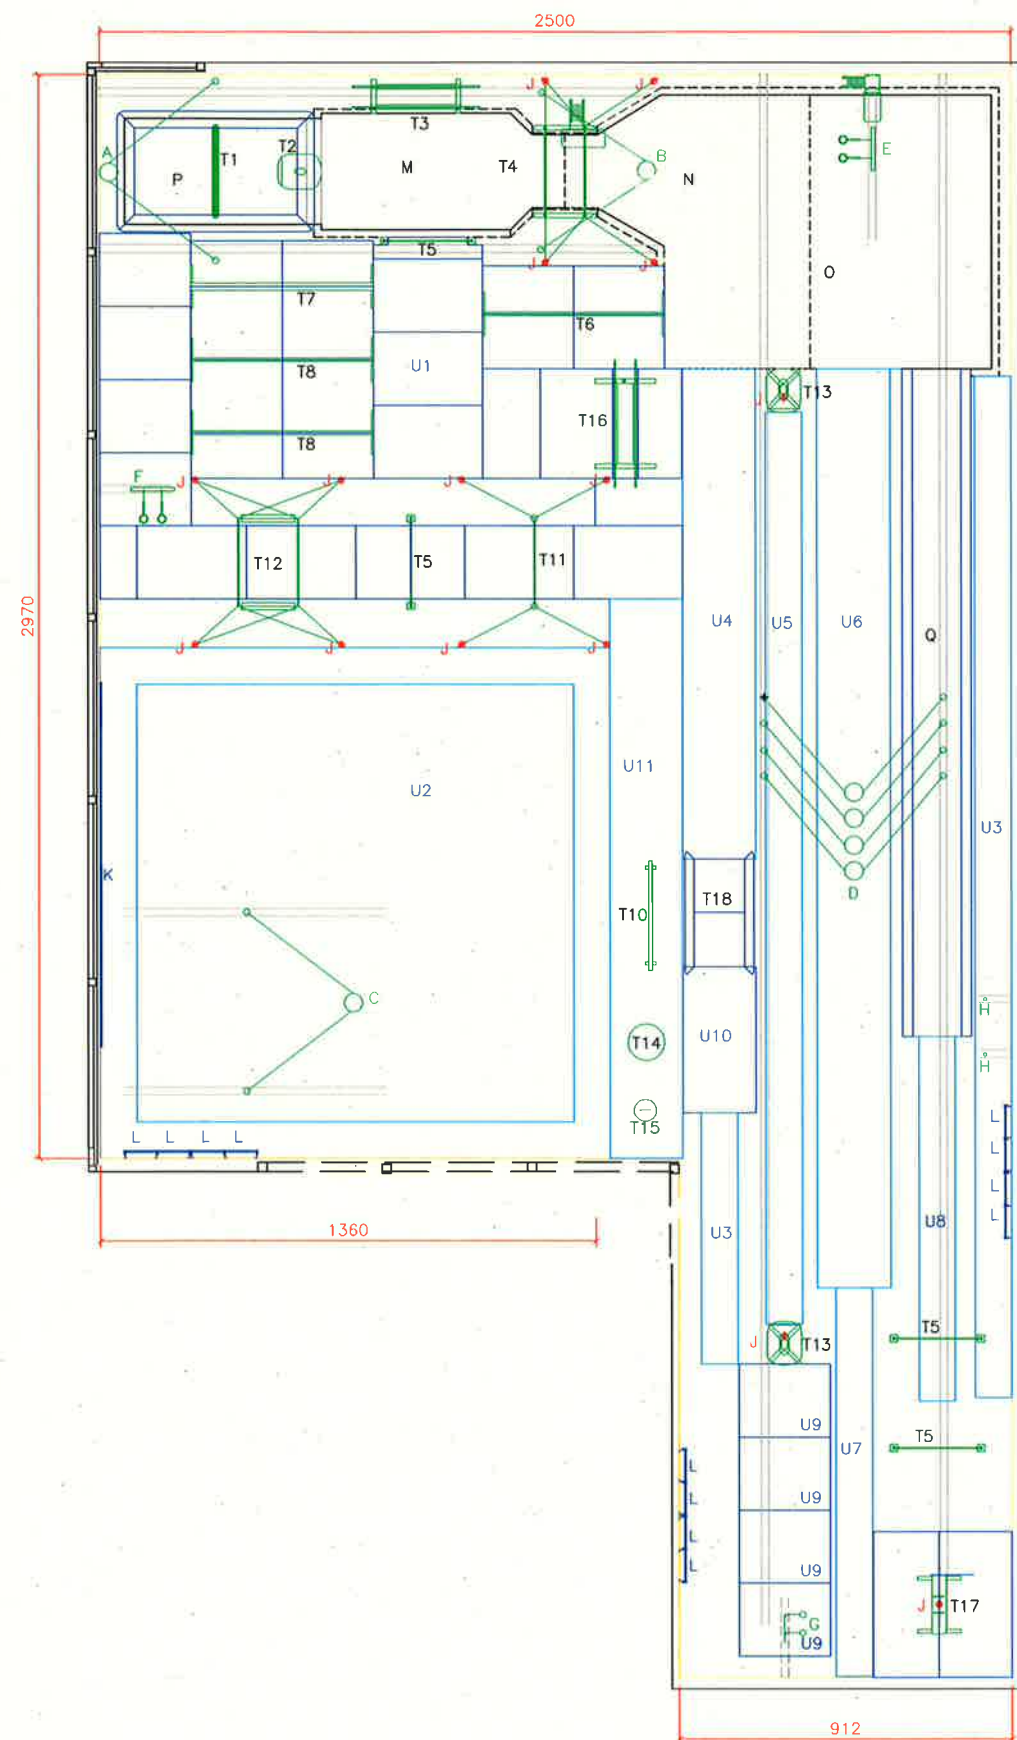 2500
J J
T3
A T1 T2 P M T4 B N E
O
J J
T5
T7
T6
U1
T8
J T13
T16
T8
F J J J J
T12 T5 T11
2970
U4 U5 U6 Q
J J J J
U11
U2
U3
K
T18
D
T10
C
H
T14 U10
H
T15
L L L L
L
L
L
L
1360
U3
U8
T5
J T13
U9
T5
U7
L
L
L
L
U9
U9
G
U9
J T17
912